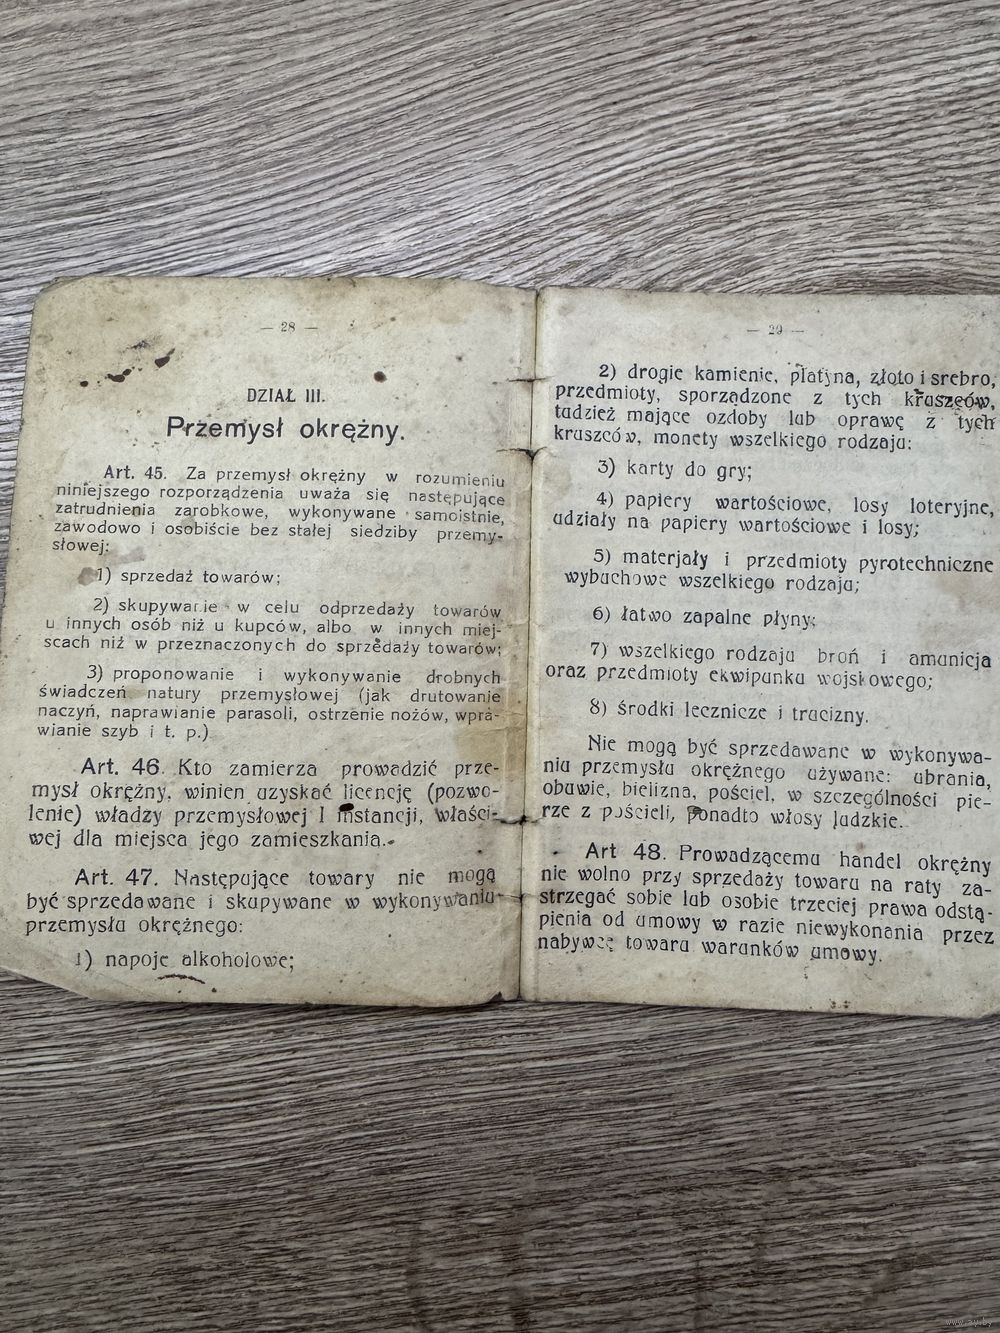 — 28 —
DZIAŁ III.
Przemysł okrężny.
Art. 45. Za przemysł okrężny w rozumieniu
niniejszego rozporządzenia uważa się następujące
zatrudnienia zarobkowe, wykonywane samoistnie,
zawodowo i osobiście bez stałej siedziby przemy-
słowej:
1) sprzedaż towarów;
2) skupywanie w celu odprzedaży towarów
u innych osób niż u kupców, albo w innych miej-
scach niż w przeznaczonych do sprzedaży towarów;
3) proponowanie i wykonywanie drobnych
świadczeń natury przemysłowej (jak drutowanie
naczyń, naprawianie parasoli, ostrzenie nożów, wpra-
wianie szyb i t. p.)
Art. 46. Kto zamierza prowadzić prze-
mysł okrężny, winien uzyskać licencję (pozwo-
lenie) władzy przemysłowej I instancji, właści-
wej dla miejsca jego zamieszkania.
Art. 47. Następujące towary nie mogą
być sprzedawane i skupywane w wykonywaniu
przemysłu okrężnego:
1) napoje alkoholowe;
— 29 —
2) drogie kamienie, platyna, złoto i srebro,
przedmioty, sporządzone z tych kruszców,
tudzież mające ozdoby lub oprawę z tych
kruszców, monety wszelkiego rodzaju:
3) karty do gry;
4) papiery wartościowe, losy loteryjne,
udziały na papiery wartościowe i losy;
5) materjały i przedmioty pyrotechniczne
wybuchowe wszelkiego rodzaju;
6) łatwo zapalne płyny;
7) wszelkiego rodzaju broń i amunicja
oraz przedmioty ekwipunku wojskowego;
8) środki lecznicze i trucizny.
Nie mogą być sprzedawane w wykonywa-
niu przemysłu okrężnego używane: ubrania,
obuwie, bielizna, pościel, w szczególności pie-
rze z pościeli, ponadto włosy ludzkie.
Art 48. Prowadzącemu handel okrężny
nie wolno przy sprzedaży towaru na raty za-
strzegać sobie lub osobie trzeciej prawa odstą-
pienia od umowy w razie niewykonania przez
nabywcę towaru warunków umowy.
www.ay.by